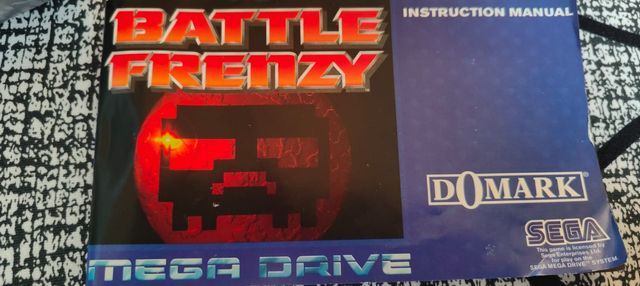 BATTLE
FRENZY
INSTRUCTION MANUAL
DOMARK®
SEGA
This game is licensed by
Sega Enterprises Ltd.
for play on the
SEGA MEGA DRIVE™ SYSTEM.
MEGA DRIVE